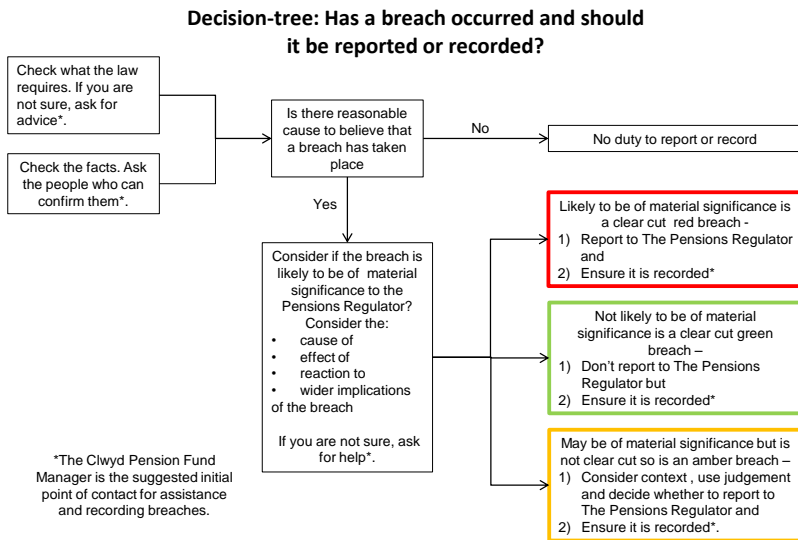 Decision-tree: Has a breach occurred and should
it be reported or recorded?
Check what the law
requires. If you are
not sure, ask for
advice*.
Check the facts. Ask
the people who can
confirm them*.
Is there reasonable
cause to believe that
a breach has taken
place
No
No duty to report or record
Yes
Consider if the breach is
likely to be of material
significance to the
Pensions Regulator?
Consider the:
• cause of
• effect of
• reaction to
• wider implications
of the breach
If you are not sure, ask
for help*.
Likely to be of material significance is
a clear cut red breach -
1) Report to The Pensions Regulator
and
2) Ensure it is recorded*
Not likely to be of material
significance is a clear cut green
breach –
1) Don’t report to The Pensions
Regulator but
2) Ensure it is recorded*
May be of material significance but is
not clear cut so is an amber breach –
1) Consider context , use judgement
and decide whether to report to
The Pensions Regulator and
2) Ensure it is recorded*.
*The Clwyd Pension Fund
Manager is the suggested initial
point of contact for assistance
and recording breaches.